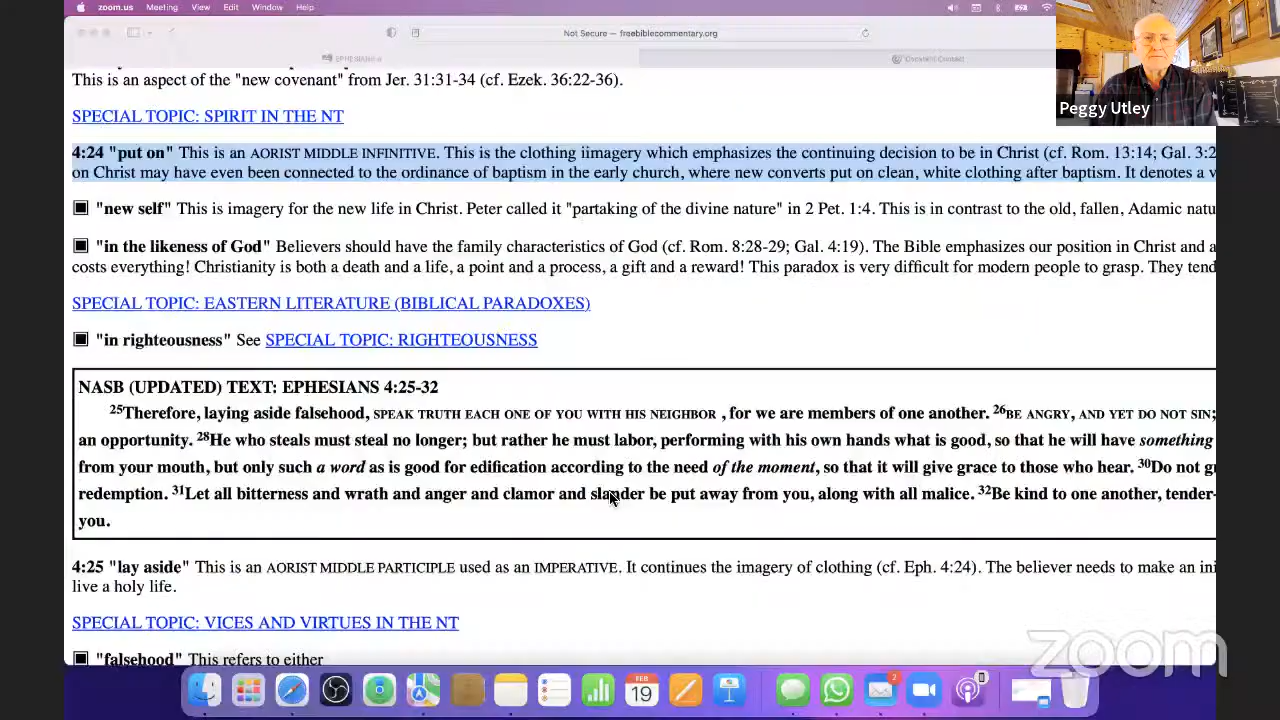 zoom.us Meeting View Edit Window Help
Not Secure — freebiblecommentary.org
Peggy Utley
This is an aspect of the "new covenant" from Jer. 31:31-34 (cf. Ezek. 36:22-36).
SPECIAL TOPIC: SPIRIT IN THE NT
4:24 "put on" This is an AORIST MIDDLE INFINITIVE. This is the clothing iimagery which emphasizes the continuing decision to be in Christ (cf. Rom. 13:14; Gal. 3:2
on Christ may have even been connected to the ordinance of baptism in the early church, where new converts put on clean, white clothing after baptism. It denotes a v
"new self" This is imagery for the new life in Christ. Peter called it "partaking of the divine nature" in 2 Pet. 1:4. This is in contrast to the old, fallen, Adamic natu
"in the likeness of God" Believers should have the family characteristics of God (cf. Rom. 8:28-29; Gal. 4:19). The Bible emphasizes our position in Christ and a
costs everything! Christianity is both a death and a life, a point and a process, a gift and a reward! This paradox is very difficult for modern people to grasp. They tend
SPECIAL TOPIC: EASTERN LITERATURE (BIBLICAL PARADOXES)
"in righteousness" See SPECIAL TOPIC: RIGHTEOUSNESS
NASB (UPDATED) TEXT: EPHESIANS 4:25-32
25Therefore, laying aside falsehood, SPEAK TRUTH EACH ONE OF YOU WITH HIS NEIGHBOR , for we are members of one another. 26BE ANGRY, AND YET DO NOT SIN;
an opportunity. 28He who steals must steal no longer; but rather he must labor, performing with his own hands what is good, so that he will have something
from your mouth, but only such a word as is good for edification according to the need of the moment, so that it will give grace to those who hear. 30Do not g
redemption. 31Let all bitterness and wrath and anger and clamor and slander be put away from you, along with all malice. 32Be kind to one another, tender-
you.
4:25 "lay aside" This is an AORIST MIDDLE PARTICIPLE used as an IMPERATIVE. It continues the imagery of clothing (cf. Eph. 4:24). The believer needs to make an ini
live a holy life.
SPECIAL TOPIC: VICES AND VIRTUES IN THE NT
"falsehood" This refers to either
zoom
FEB
19
2